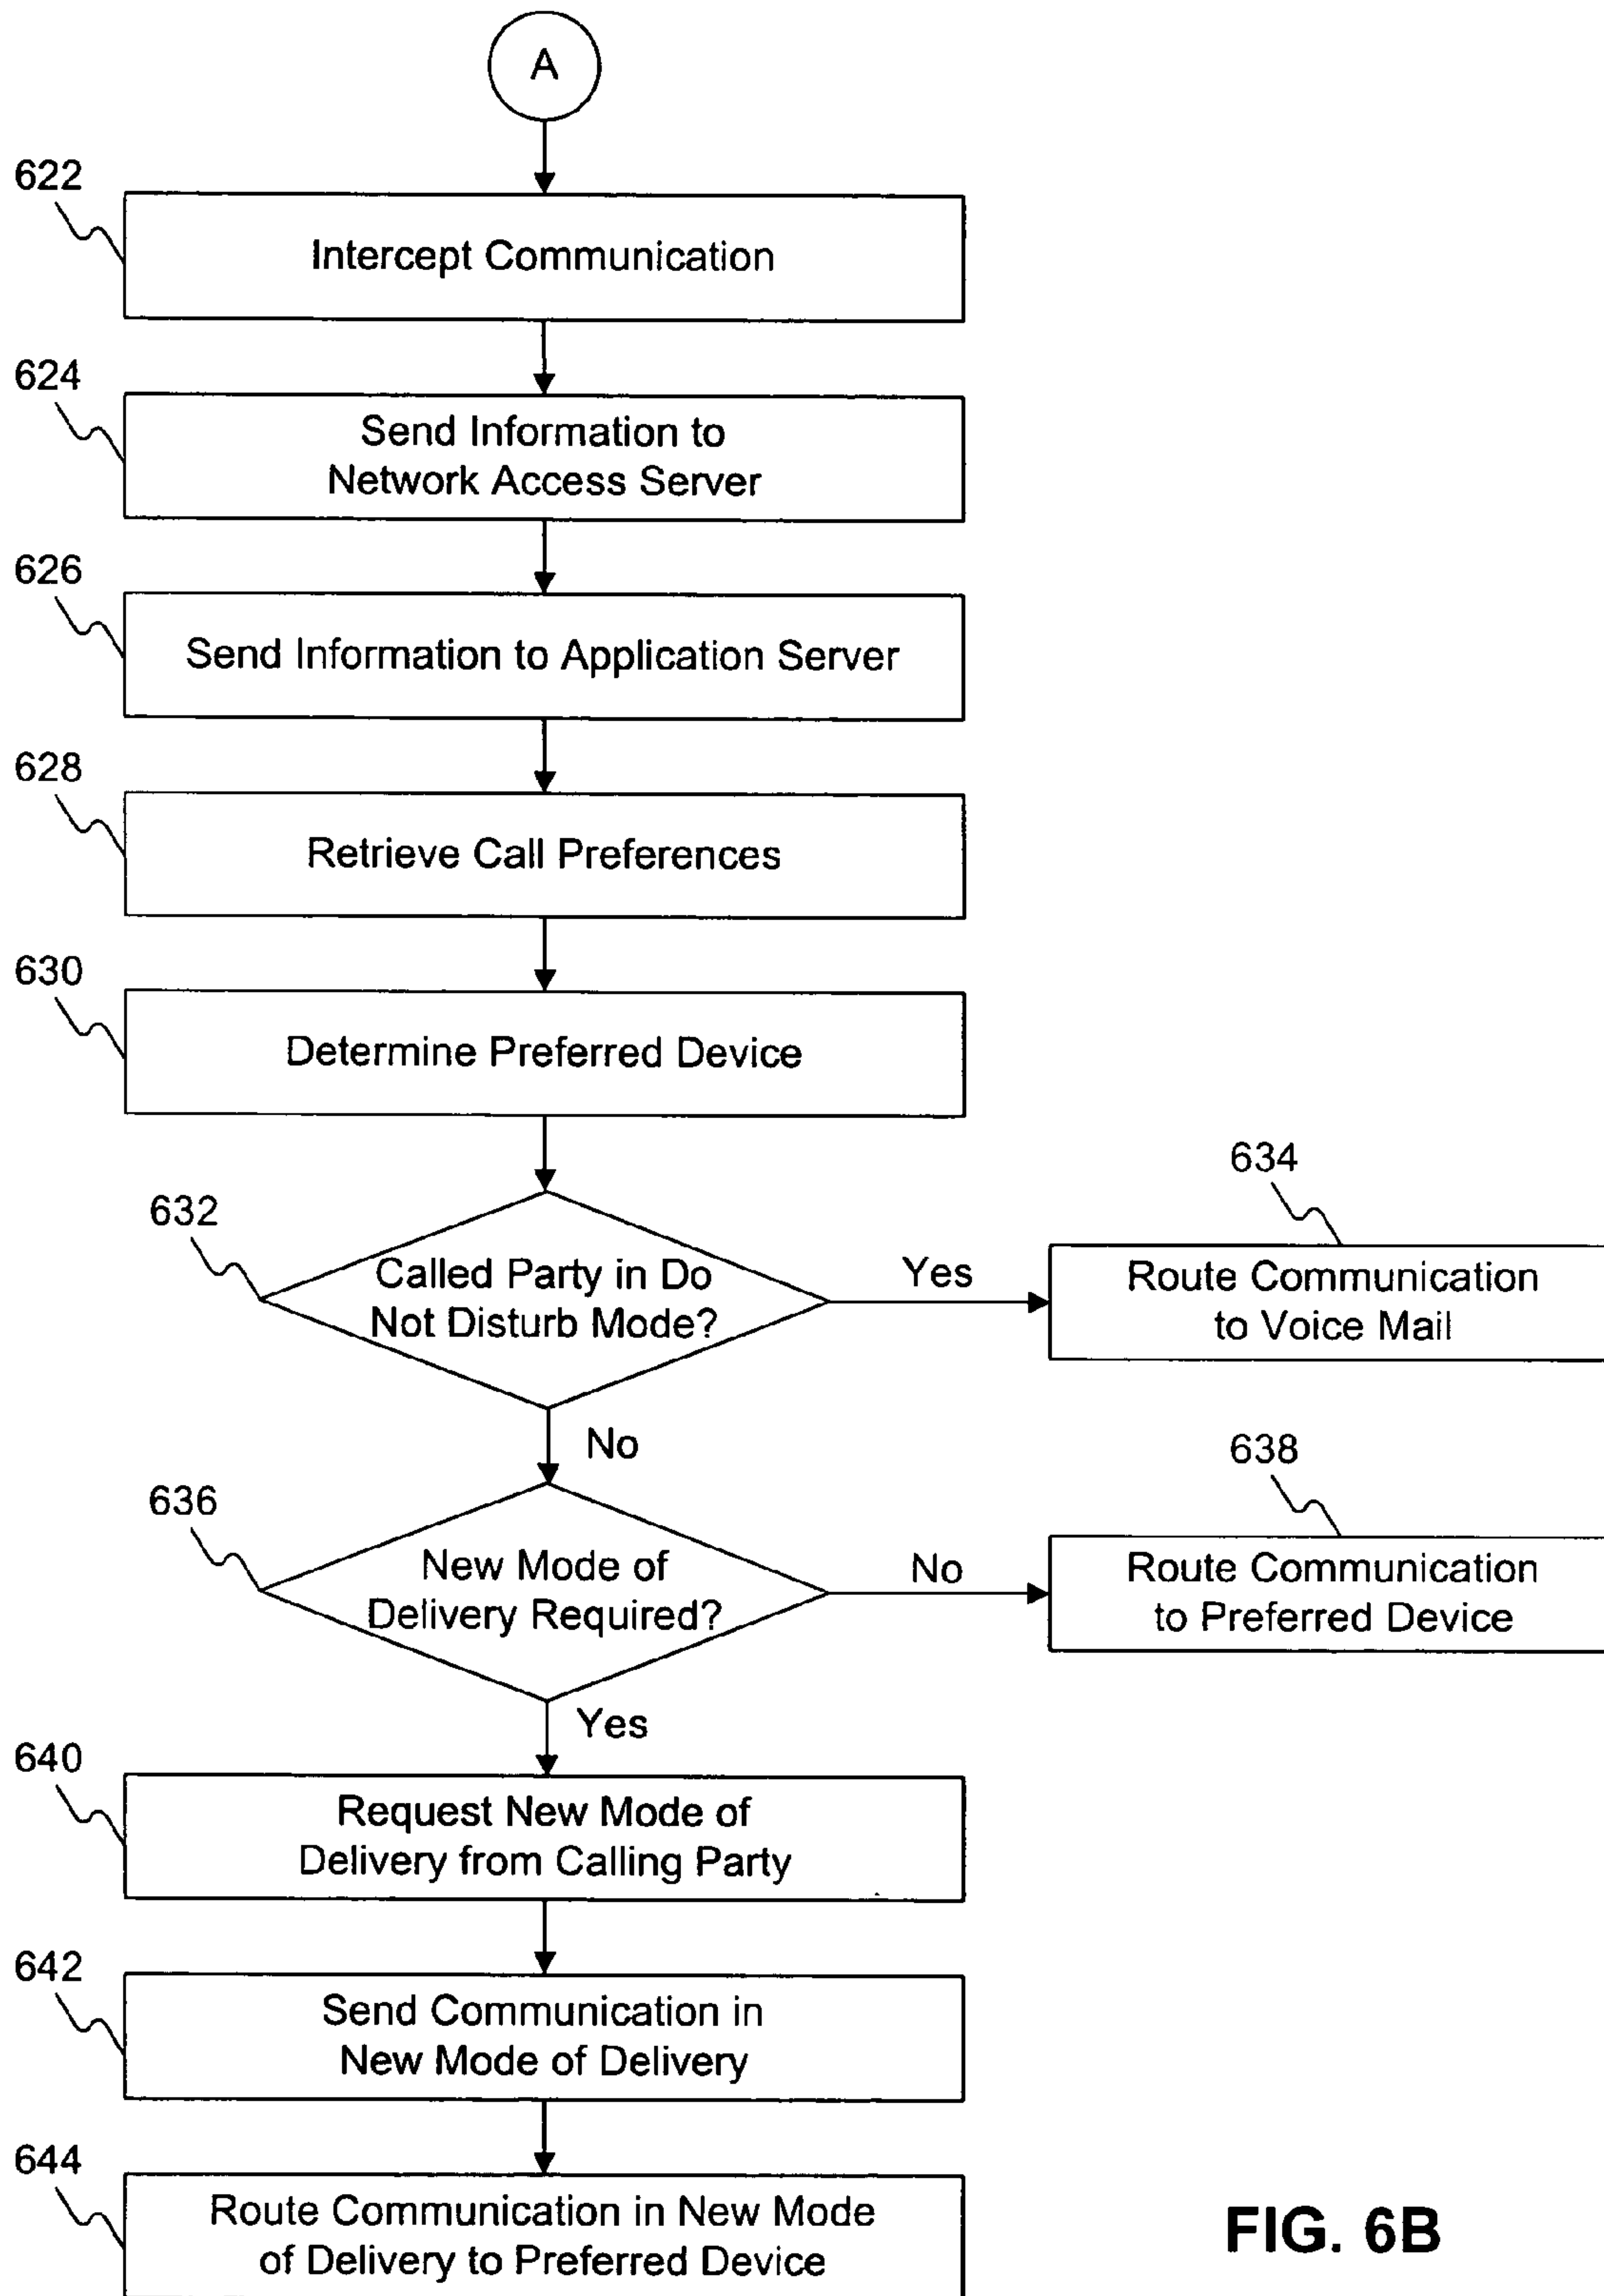 A
622
Intercept Communication
624
Send Information to
Network Access Server
626
Send Information to Application Server
628
Retrieve Call Preferences
630
Determine Preferred Device
632
Called Party in Do
Not Disturb Mode?
Yes
634
Route Communication
to Voice Mail
No
636
New Mode of
Delivery Required?
No
638
Route Communication
to Preferred Device
Yes
640
Request New Mode of
Delivery from Calling Party
642
Send Communication in
New Mode of Delivery
644
Route Communication in New Mode
of Delivery to Preferred Device
FIG. 6B